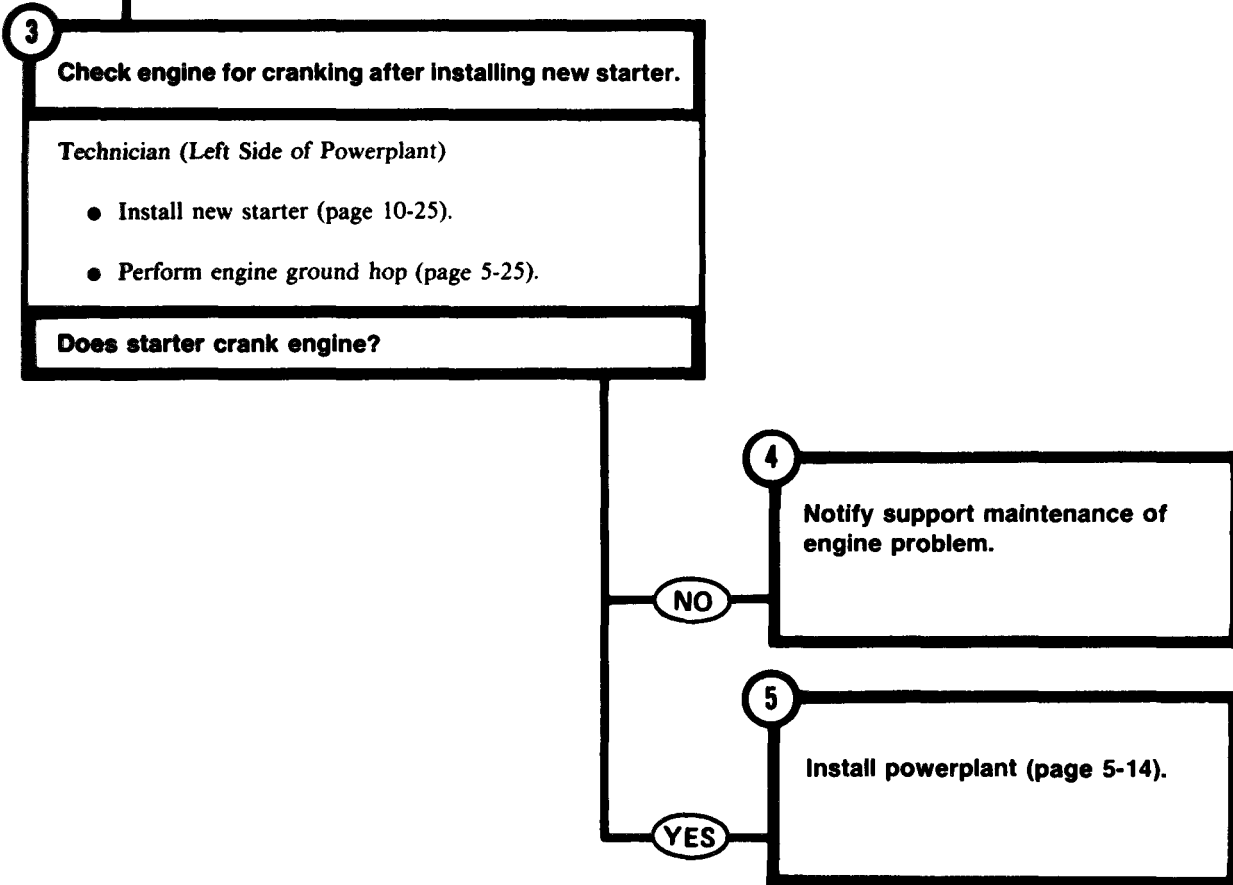 3
Check engine for cranking after installing new starter.
Technician (Left Side of Powerplant)
● Install new starter (page 10-25).
● Perform engine ground hop (page 5-25).
Does starter crank engine?
4
Notify support maintenance of
engine problem.
NO
5
Install powerplant (page 5-14).
YES